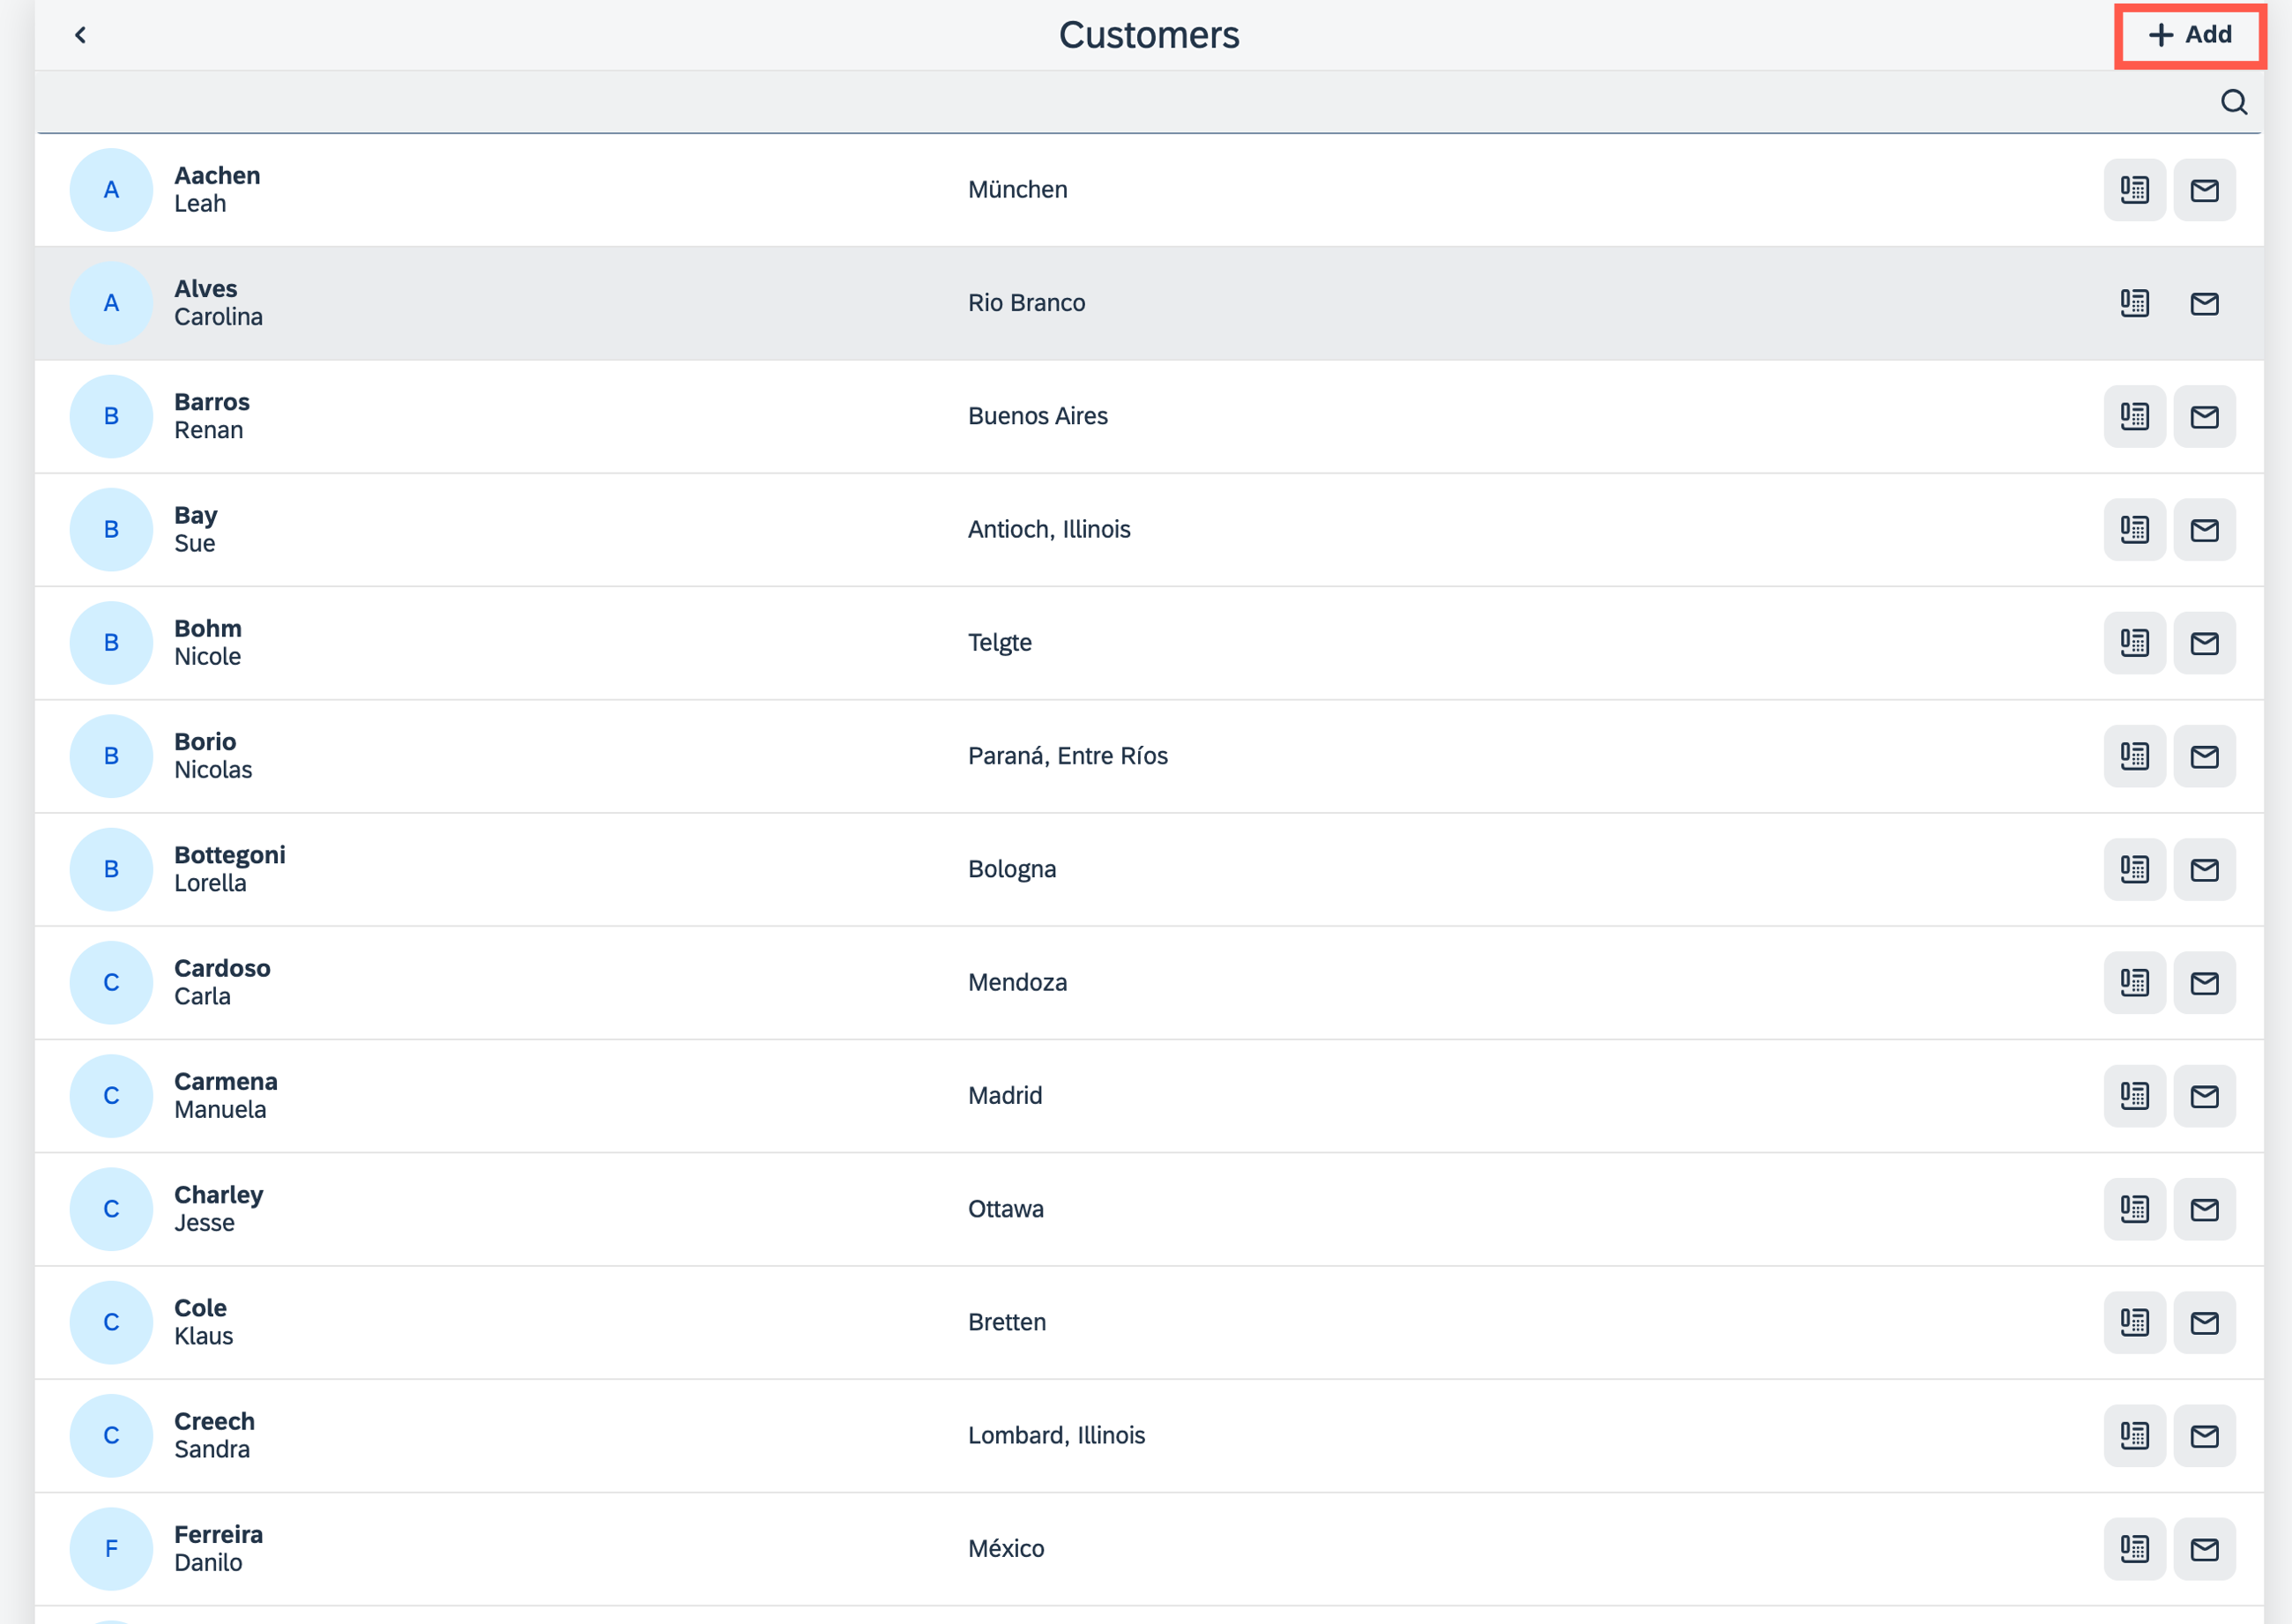 Customers
Add
A
Aachen
Leah
München
A
Alves
Carolina
Rio Branco
B
Barros
Renan
Buenos Aires
B
Bay
Sue
Antioch, Illinois
B
Bohm
Nicole
Telgte
B
Borio
Nicolas
Paraná, Entre Ríos
B
Bottegoni
Lorella
Bologna
C
Cardoso
Carla
Mendoza
C
Carmena
Manuela
Madrid
C
Charley
Jesse
Ottawa
C
Cole
Klaus
Bretten
C
Creech
Sandra
Lombard, Illinois
F
Ferreira
Danilo
México